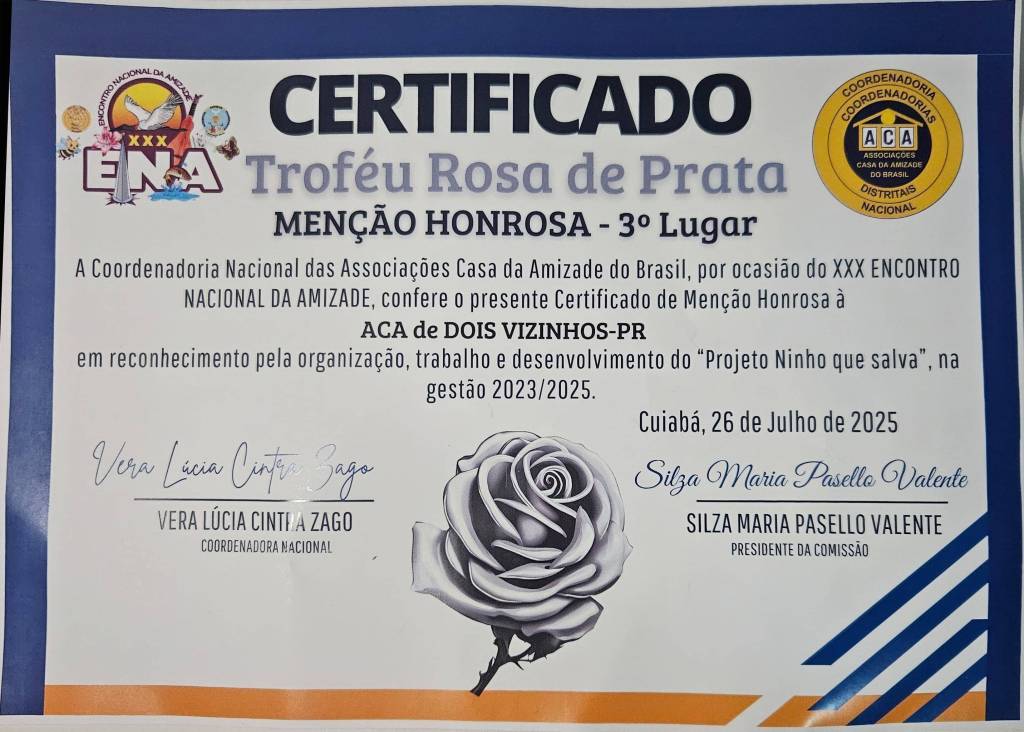 ENCONTRO NACIONAL DA AMIZADE
XXX
ENA
CERTIFICADO
Troféu Rosa de Prata
MENÇÃO HONROSA - 3º Lugar
COORDENADORIA
COORDENADORIAS
ACA
ASSOCIAÇÕES
CASA DA AMIZADE
DO BRASIL
DISTRITAIS
NACIONAL
A Coordenadoria Nacional das Associações Casa da Amizade do Brasil, por ocasião do XXX ENCONTRO
NACIONAL DA AMIZADE, confere o presente Certificado de Menção Honrosa à
ACA de DOIS VIZINHOS-PR
em reconhecimento pela organização, trabalho e desenvolvimento do “Projeto Ninho que salva”, na
gestão 2023/2025.
Cuiabá, 26 de Julho de 2025
Vera Lúcia Cintra Zago
VERA LÚCIA CINTRA ZAGO
COORDENADORA NACIONAL
Silza Maria Pasello Valente
SILZA MARIA PASELLO VALENTE
PRESIDENTE DA COMISSÃO